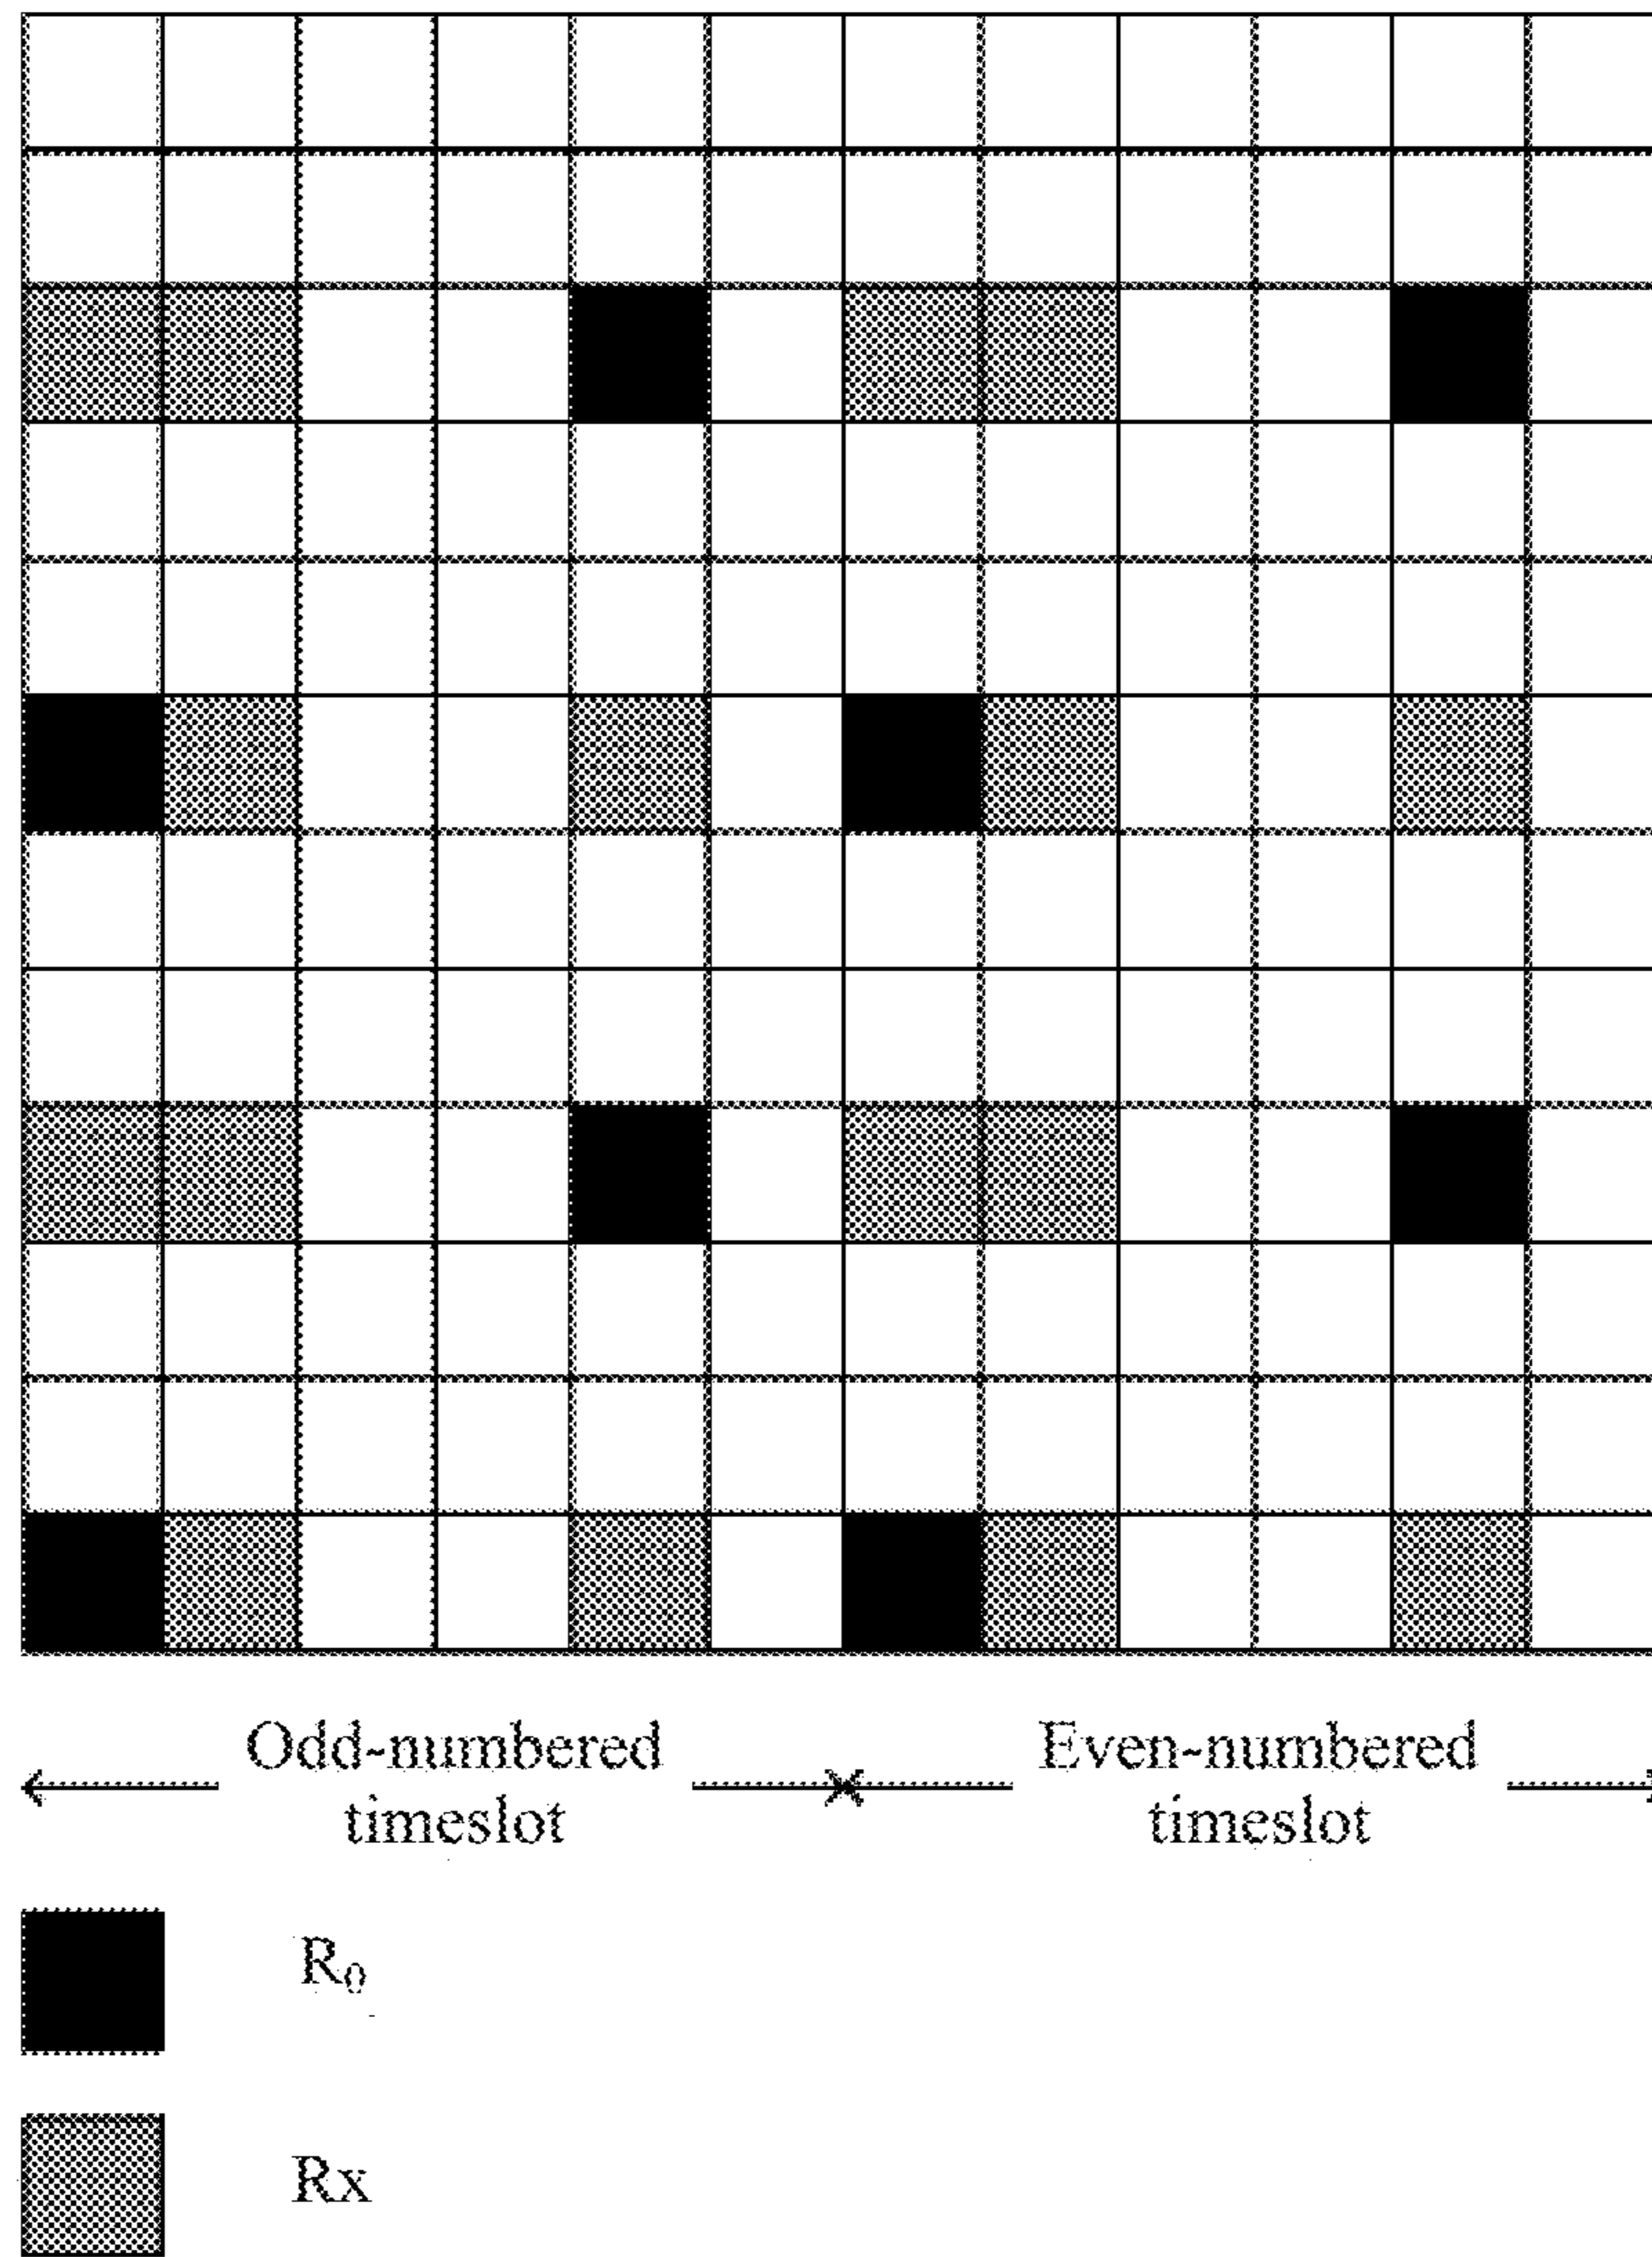 Odd-numbered
timeslot
Even-numbered
timeslot
R₀
Rx